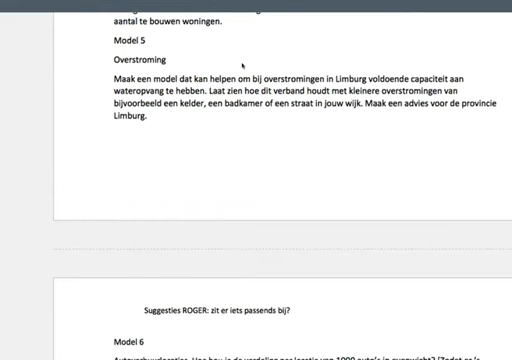 aantal te bouwen woningen.
Model 5
Overstroming
Maak een model dat kan helpen om bij overstromingen in Limburg voldoende capaciteit aan
wateropvang te hebben. Laat zien hoe dit verband houdt met kleinere overstromingen van
bijvoorbeeld een kelder, een badkamer of een straat in jouw wijk. Maak een advies voor de provincie
Limburg.
Suggesties ROGER: zit er iets passends bij?
Model 6